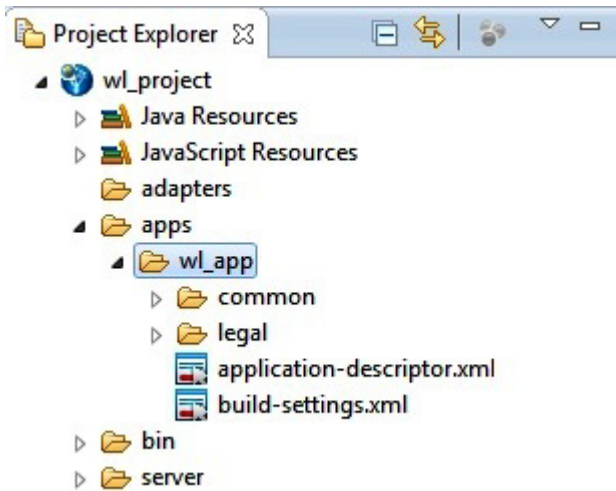 Project Explorer
wl_project
Java Resources
JavaScript Resources
adapters
apps
wl_app
common
legal
application-descriptor.xml
build-settings.xml
bin
server